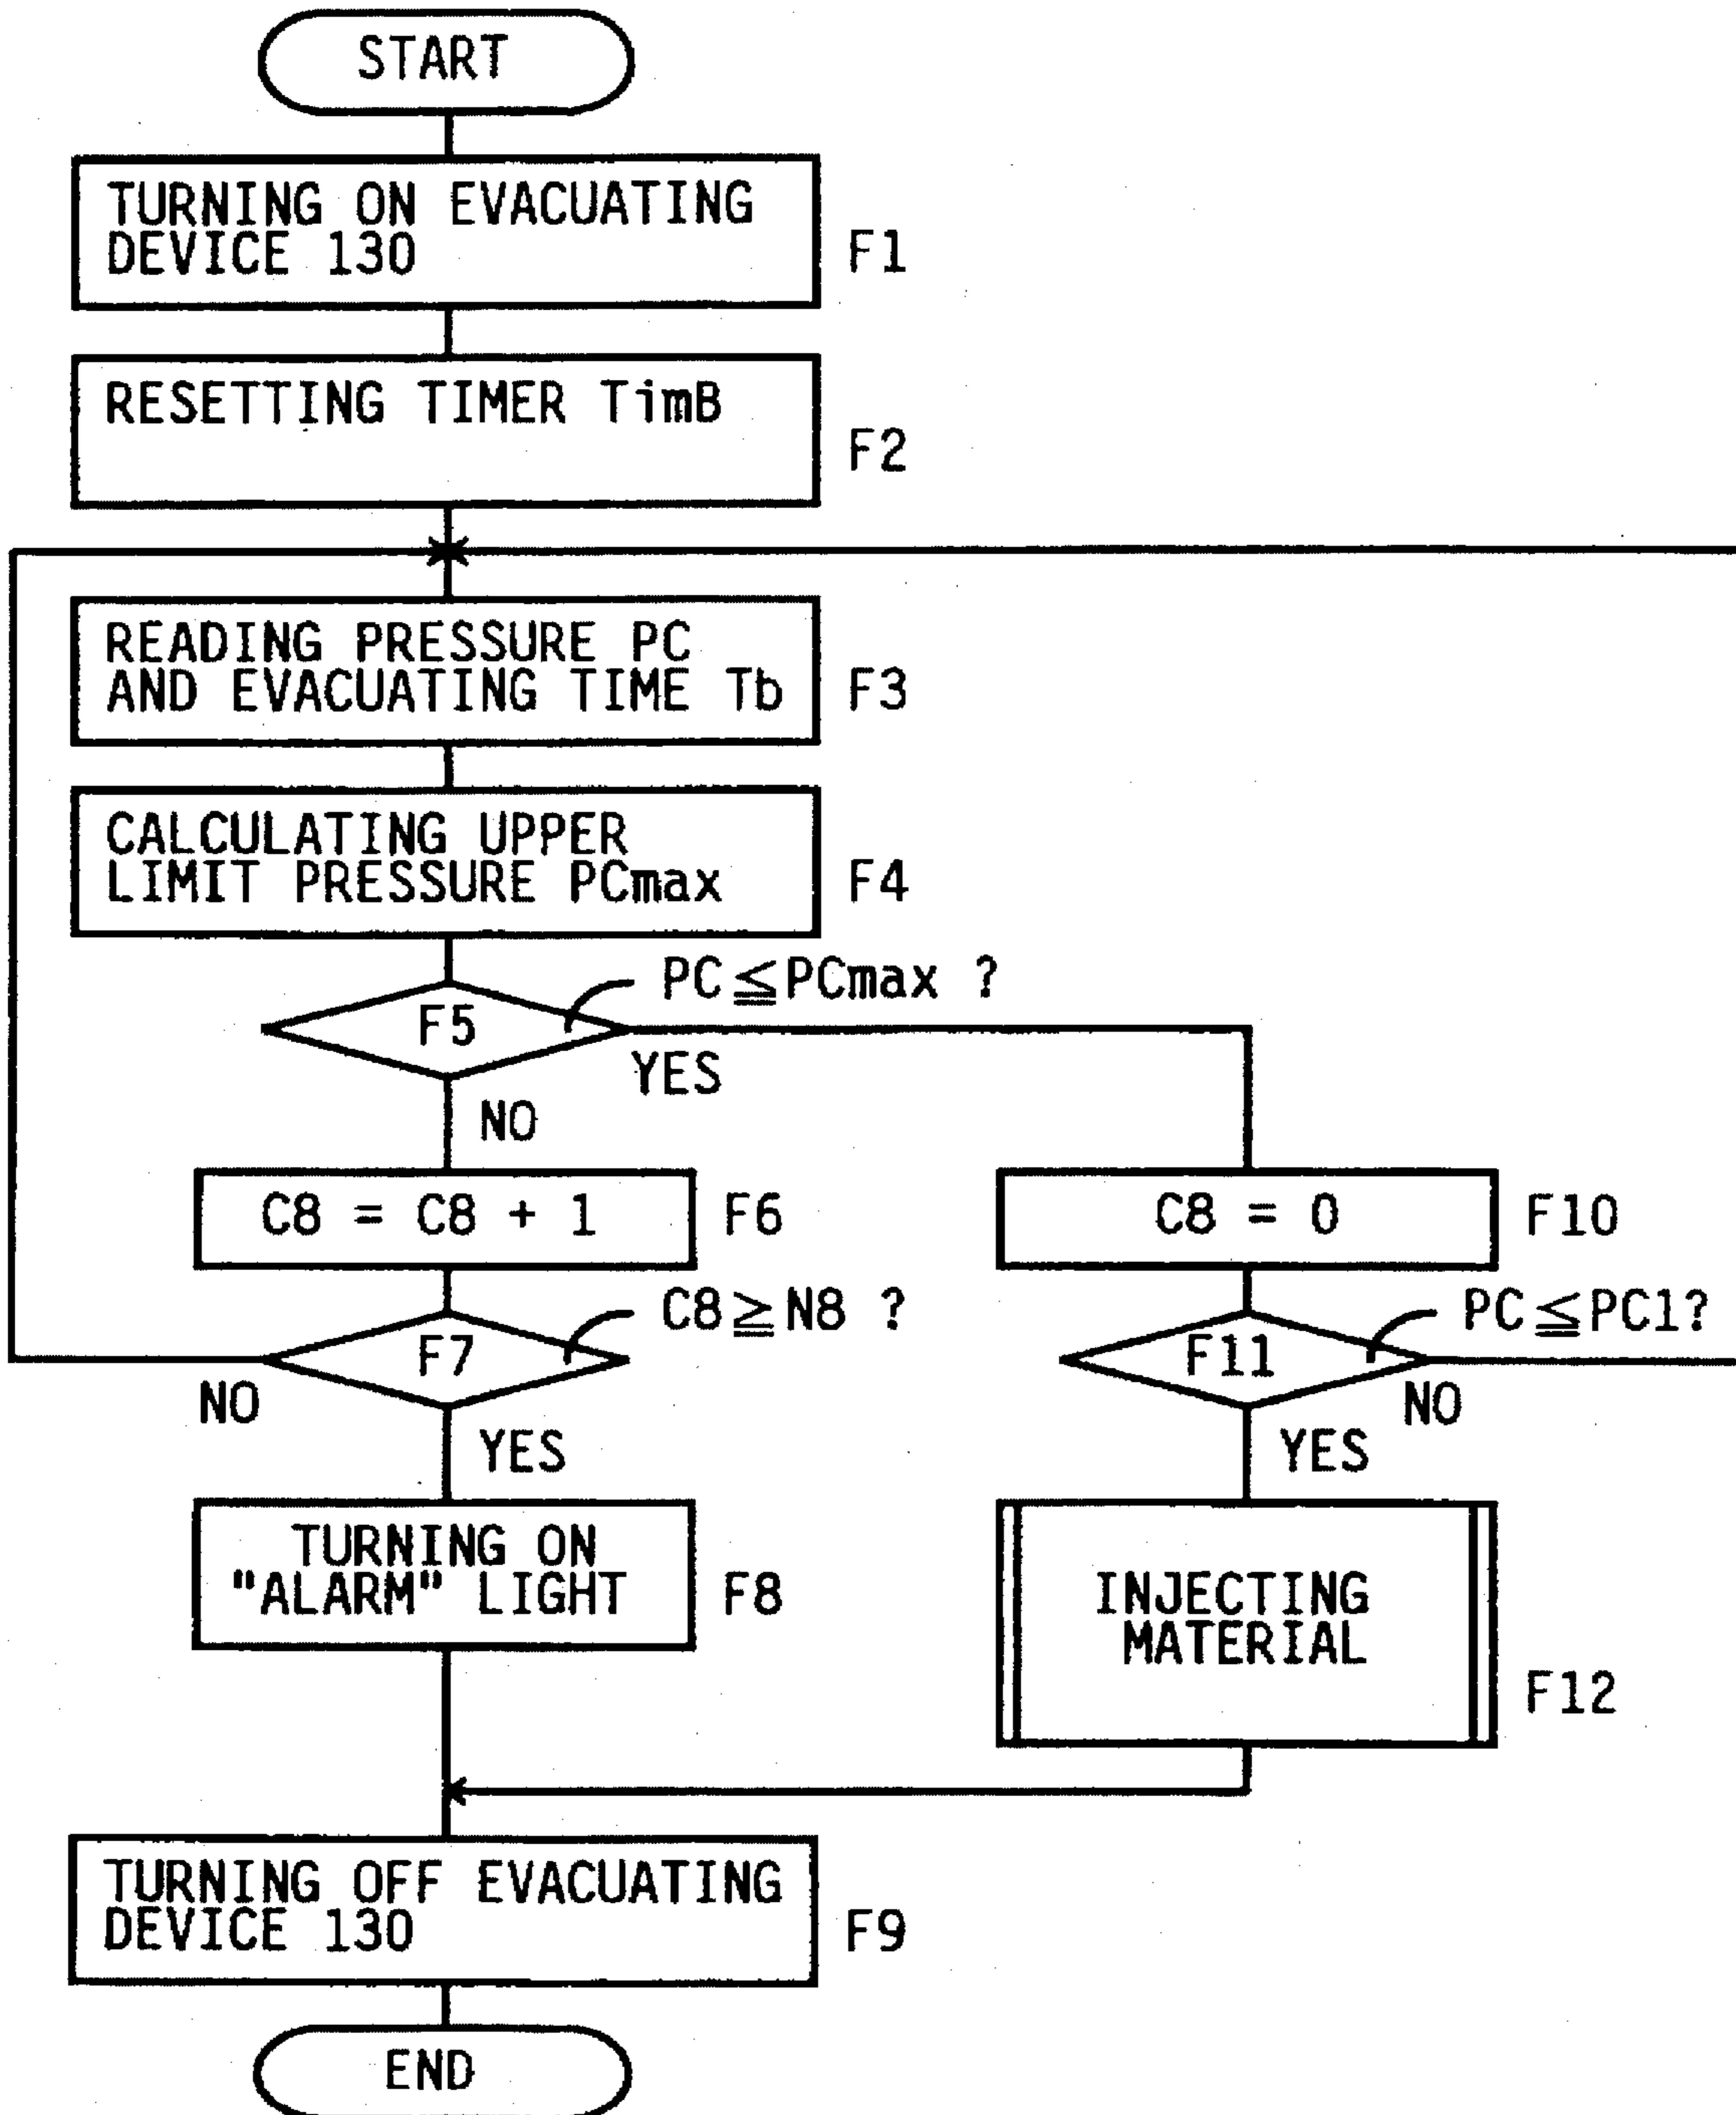 START
TURNING ON EVACUATING
DEVICE 130
F1
RESETTING TIMER TimB
F2
READING PRESSURE PC
AND EVACUATING TIME Tb
F3
CALCULATING UPPER
LIMIT PRESSURE PCmax
F4
PC≦PCmax ?
F5
YES
NO
C8 = C8 + 1
F6
C8 = 0
F10
C8≧N8 ?
F7
NO
YES
PC≦PC1?
F11
NO
YES
TURNING ON
"ALARM" LIGHT
F8
INJECTING
MATERIAL
F12
TURNING OFF EVACUATING
DEVICE 130
F9
END